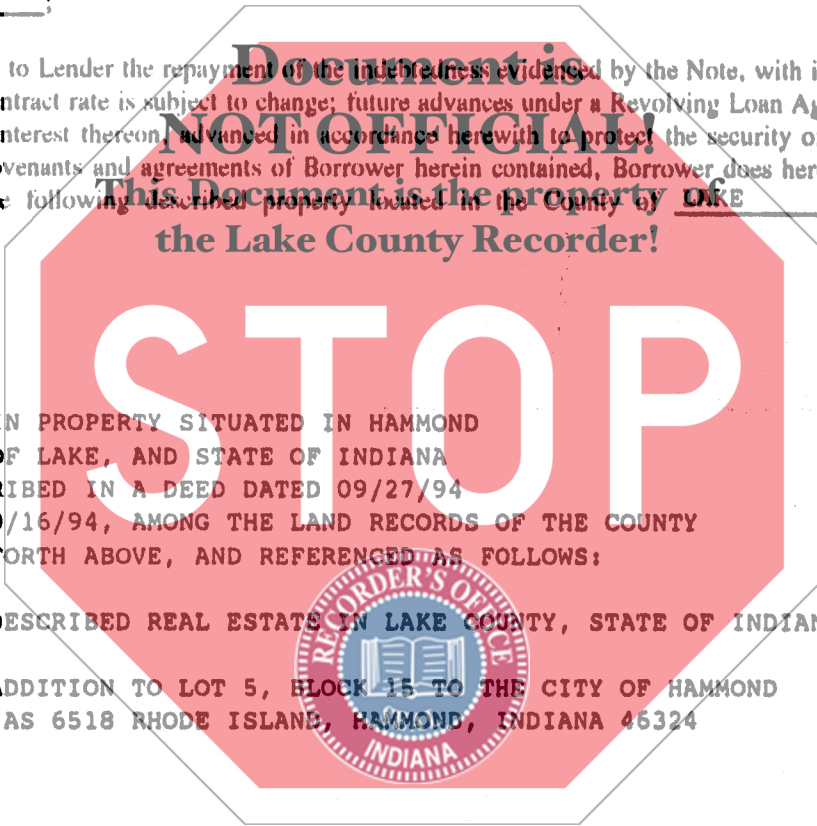 Document is
to Lender the repayment of the indebtedness evidenced by the Note, with i
ntract rate is subject to change; future advances under a Revolving Loan Ag
NOT OFFICIAL!
nterest thereon, advanced in accordance herewith to protect the security o
venants and agreements of Borrower herein contained, Borrower does her
This Document is the property of
e following described property located in the County of LAKE
the Lake County Recorder!
STOP
IN PROPERTY SITUATED IN HAMMOND
OF LAKE, AND STATE OF INDIANA
RIBED IN A DEED DATED 09/27/94
/16/94, AMONG THE LAND RECORDS OF THE COUNTY
ORTH ABOVE, AND REFERENCED AS FOLLOWS:
RECORDER'S OFFICE
DESCRIBED REAL ESTATE IN LAKE COUNTY, STATE OF INDIAN
ADDITION TO LOT 5, BLOCK 15 TO THE CITY OF HAMMOND
AS 6518 RHODE ISLAND, HAMMOND, INDIANA 46324
INDIANA